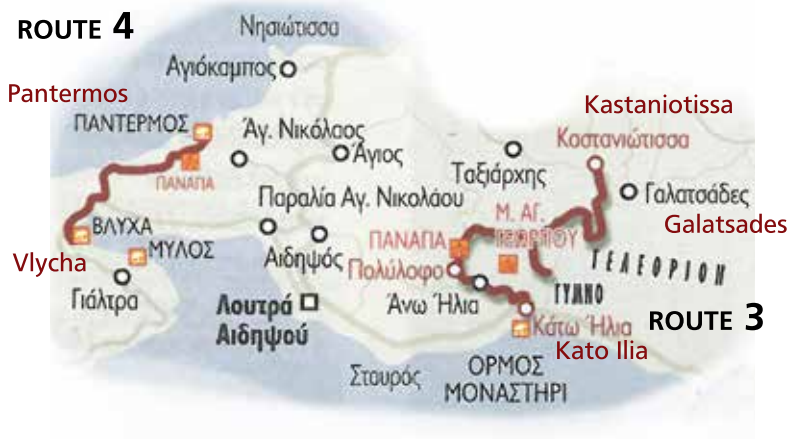 ROUTE 4
Νησιώτισσα
Αγιόκαμπος
Pantermos
Kastaniotissa
ΠΑΝΤΕΡΜΟΣ
Άγ. Νικόλαος
Άγιος
Καστανιώτισσα
Ταξιάρχης
ΠΑΝΑΓΙΑ
Παραλία Αγ. Νικολάου
Γαλατσάδες
Galatsades
ΒΛΥΧΑ
ΜΥΛΟΣ
Vlycha
Γιάλτρα
Αιδηψός
Μ. ΑΓ.
ΓΕΩΡΓΙΟΥ
ΠΑΝΑΓΙΑ
Πολύλοφο
ΤΕΛΕΘΡΙΟΝ
ΓΥΜΝΟ
Λουτρά
Αιδηψού
Άνω Ήλια
ROUTE 3
Κάτω Ήλια
Kato Ilia
Σταυρός
ΟΡΜΟΣ
ΜΟΝΑΣΤΗΡΙ